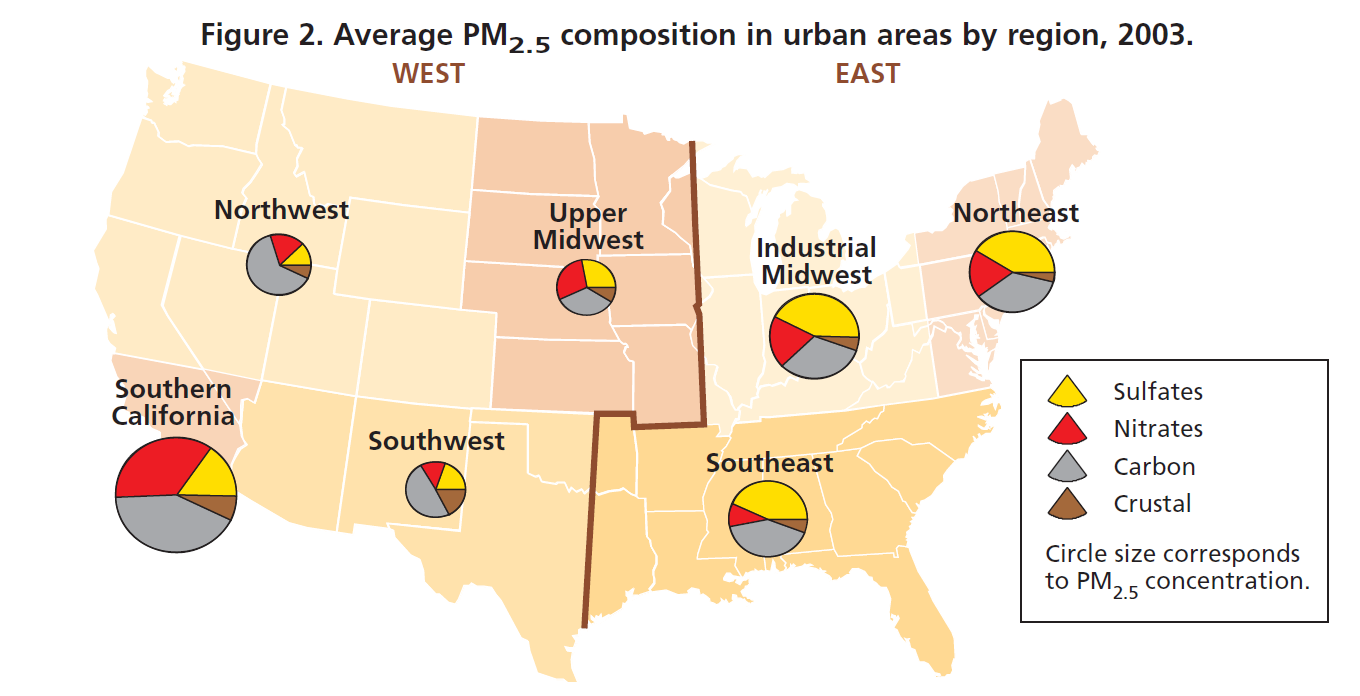 Figure 2. Average PM2.5 composition in urban areas by region, 2003.
WEST
EAST
Northwest
Upper
Midwest
Industrial
Midwest
Northeast
Southern
California
Southwest
Southeast
Sulfates
Nitrates
Carbon
Crustal
Circle size corresponds
to PM2.5 concentration.